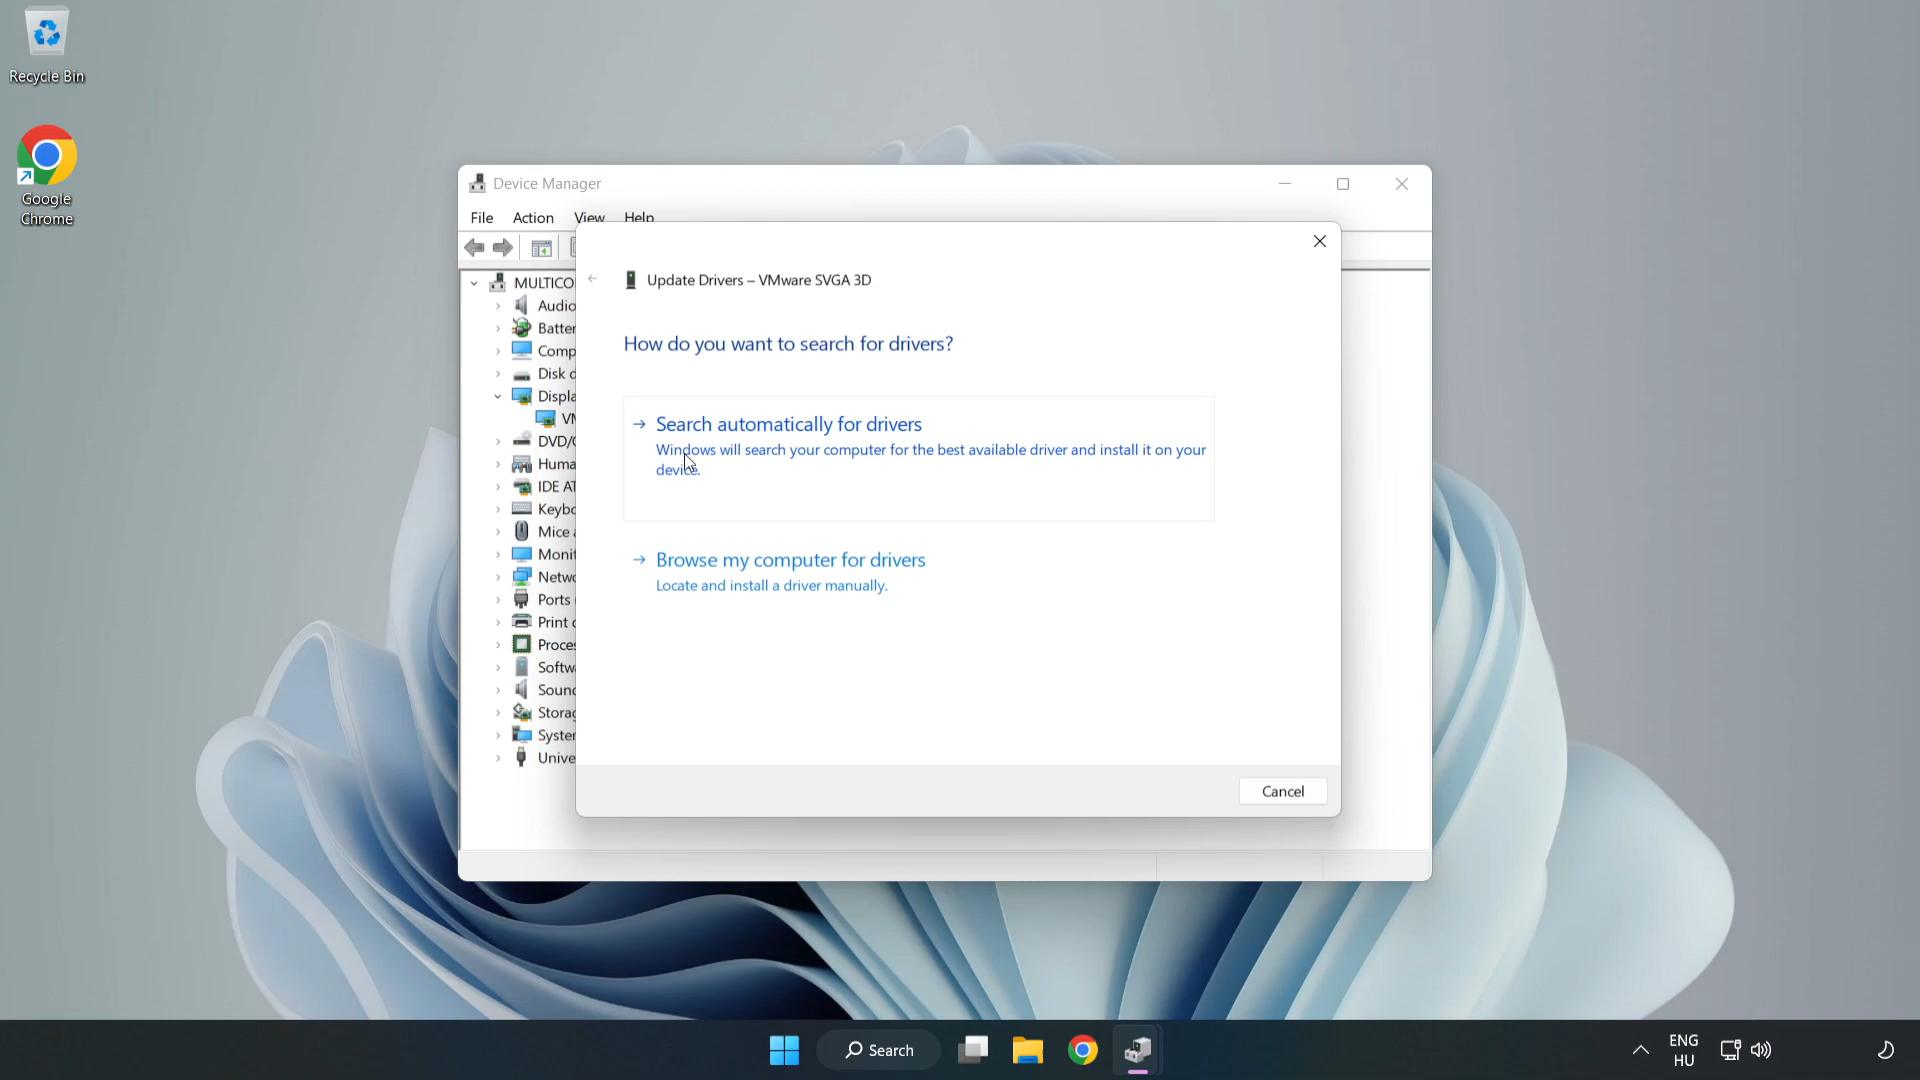 Recycle Bin
Google
Chrome
Device Manager
File Action View Help
MULTICO
Audio
Batter
Comp
Disk d
Displa
VM
DVD/C
Huma
IDE AT
Keybo
Mice a
Monit
Netwo
Ports (
Print q
Proces
Softwa
Sound
Storag
System
Unive
Update Drivers – VMware SVGA 3D
How do you want to search for drivers?
Search automatically for drivers
Windows will search your computer for the best available driver and install it on your
device.
Browse my computer for drivers
Locate and install a driver manually.
Cancel
Search
ENG
HU